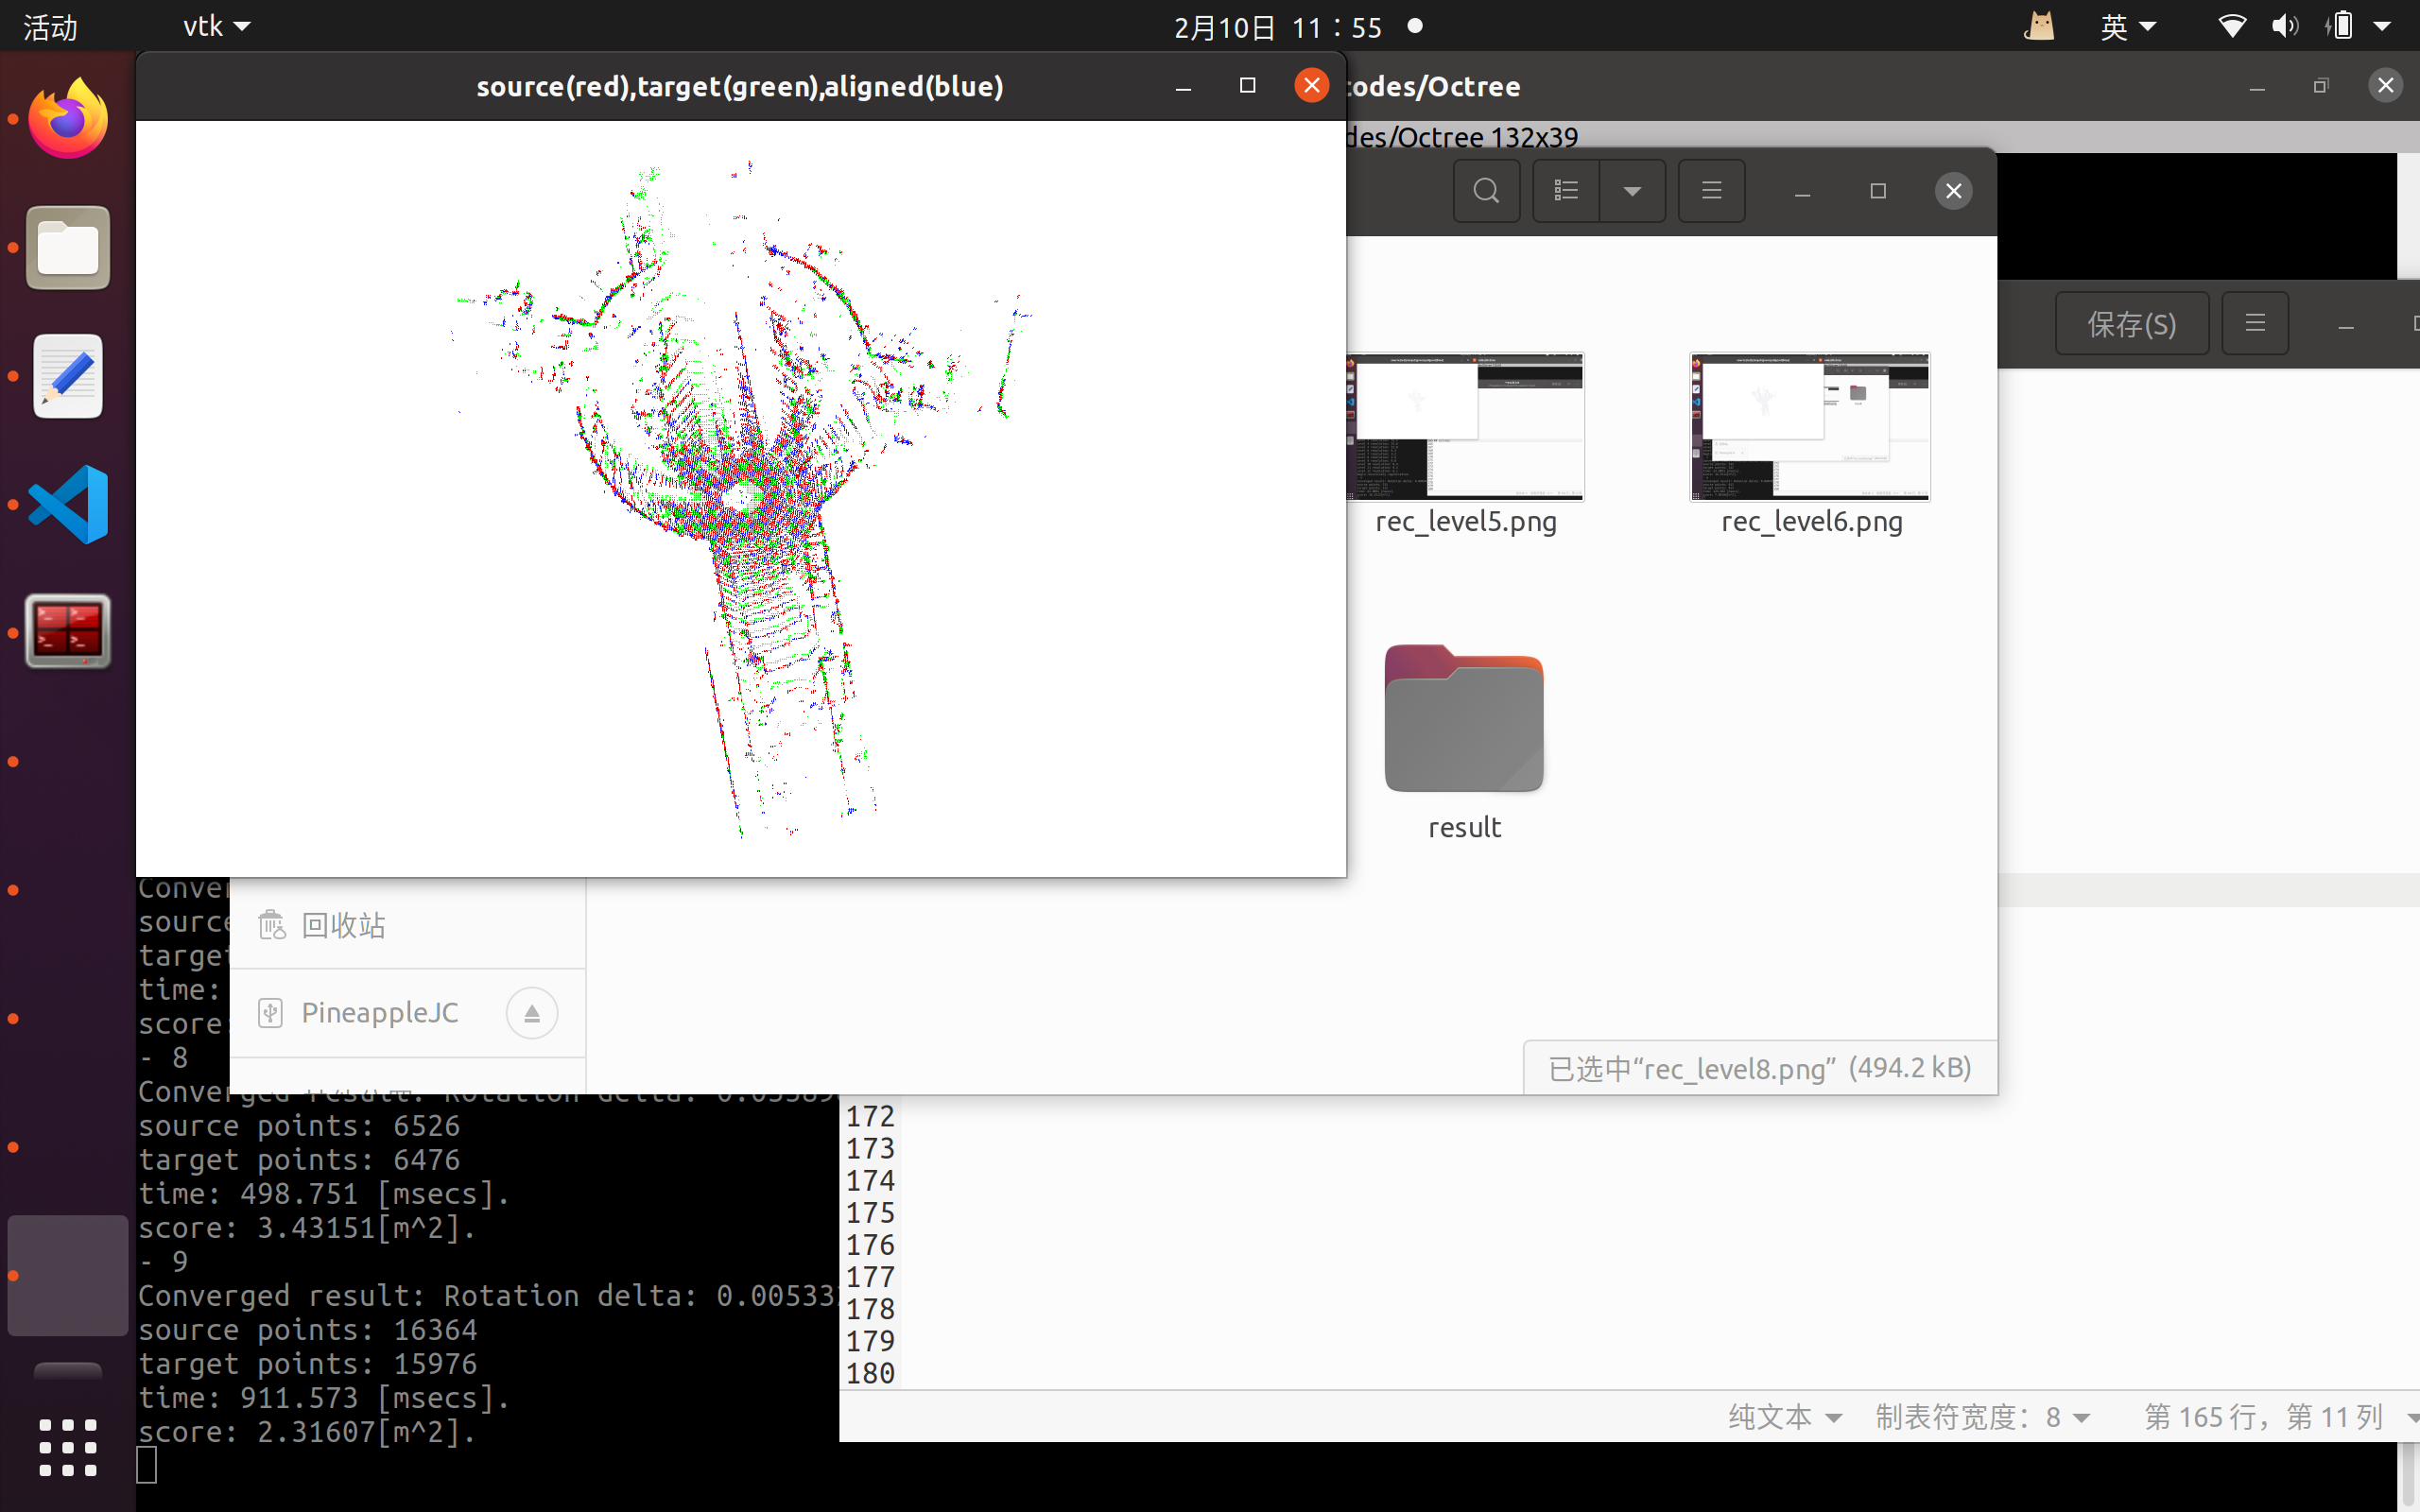 活动
vtk
2月10日 11：55
英
source(red),target(green),aligned(blue)
codes/Octree
des/Octree 132x39
保存(S)
rec_level5.png
rec_level6.png
result
回收站
PineappleJC
已选中“rec_level8.png” (494.2 kB)
Conver
source
target
time:
score:
- 8
Converged result: Rotation delta:
source points: 6526
target points: 6476
time: 498.751 [msecs].
score: 3.43151[m^2].
- 9
Converged result: Rotation delta: 0.00533
source points: 16364
target points: 15976
time: 911.573 [msecs].
score: 2.31607[m^2].
172
173
174
175
176
177
178
179
180
纯文本
制表符宽度：8
第 165 行，第 11 列